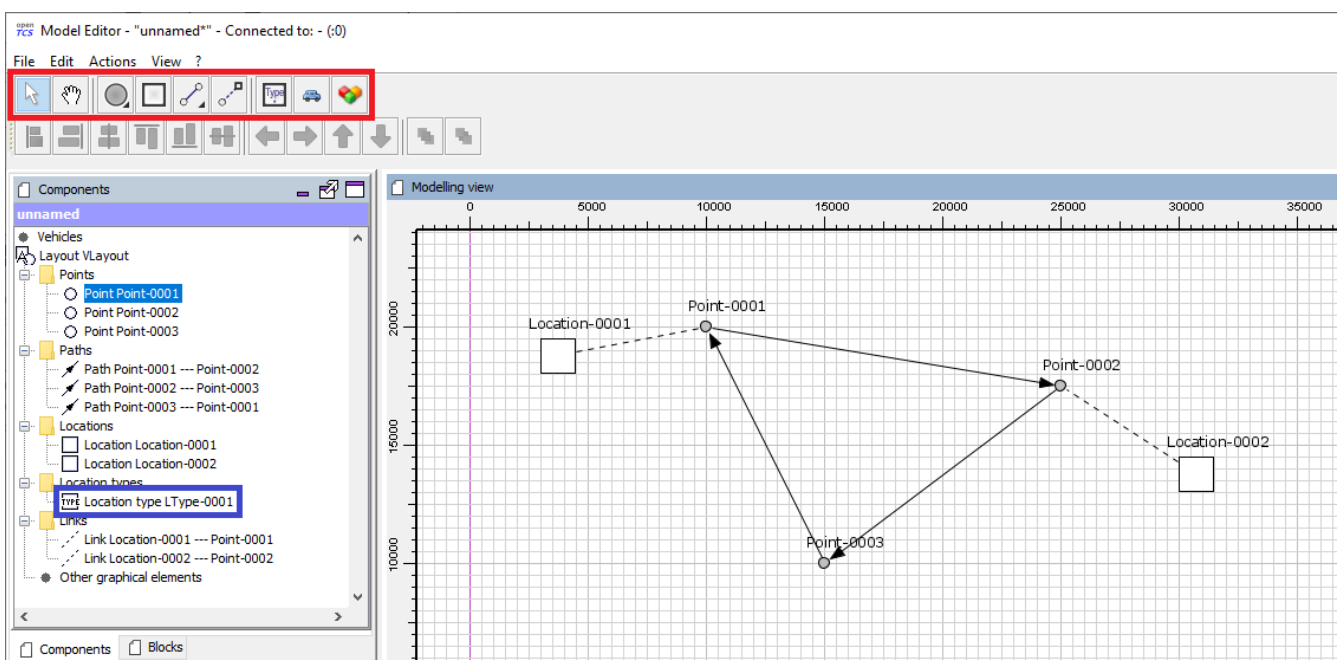 open
TCS Model Editor - "unnamed*" - Connected to: - (:0)
File Edit Actions View ?
Type
Components
unnamed
Vehicles
Layout VLayout
Points
Point Point-0001
Point Point-0002
Point Point-0003
Paths
Path Point-0001 --- Point-0002
Path Point-0002 --- Point-0003
Path Point-0003 --- Point-0001
Locations
Location Location-0001
Location Location-0002
Location types
TYPE Location type LType-0001
Links
Link Location-0001 --- Point-0001
Link Location-0002 --- Point-0002
Other graphical elements
Components Blocks
Modelling view
0 5000 10000 15000 20000 25000 30000 35000
20000
15000
10000
Point-0001
Location-0001
Point-0002
Location-0002
Point-0003